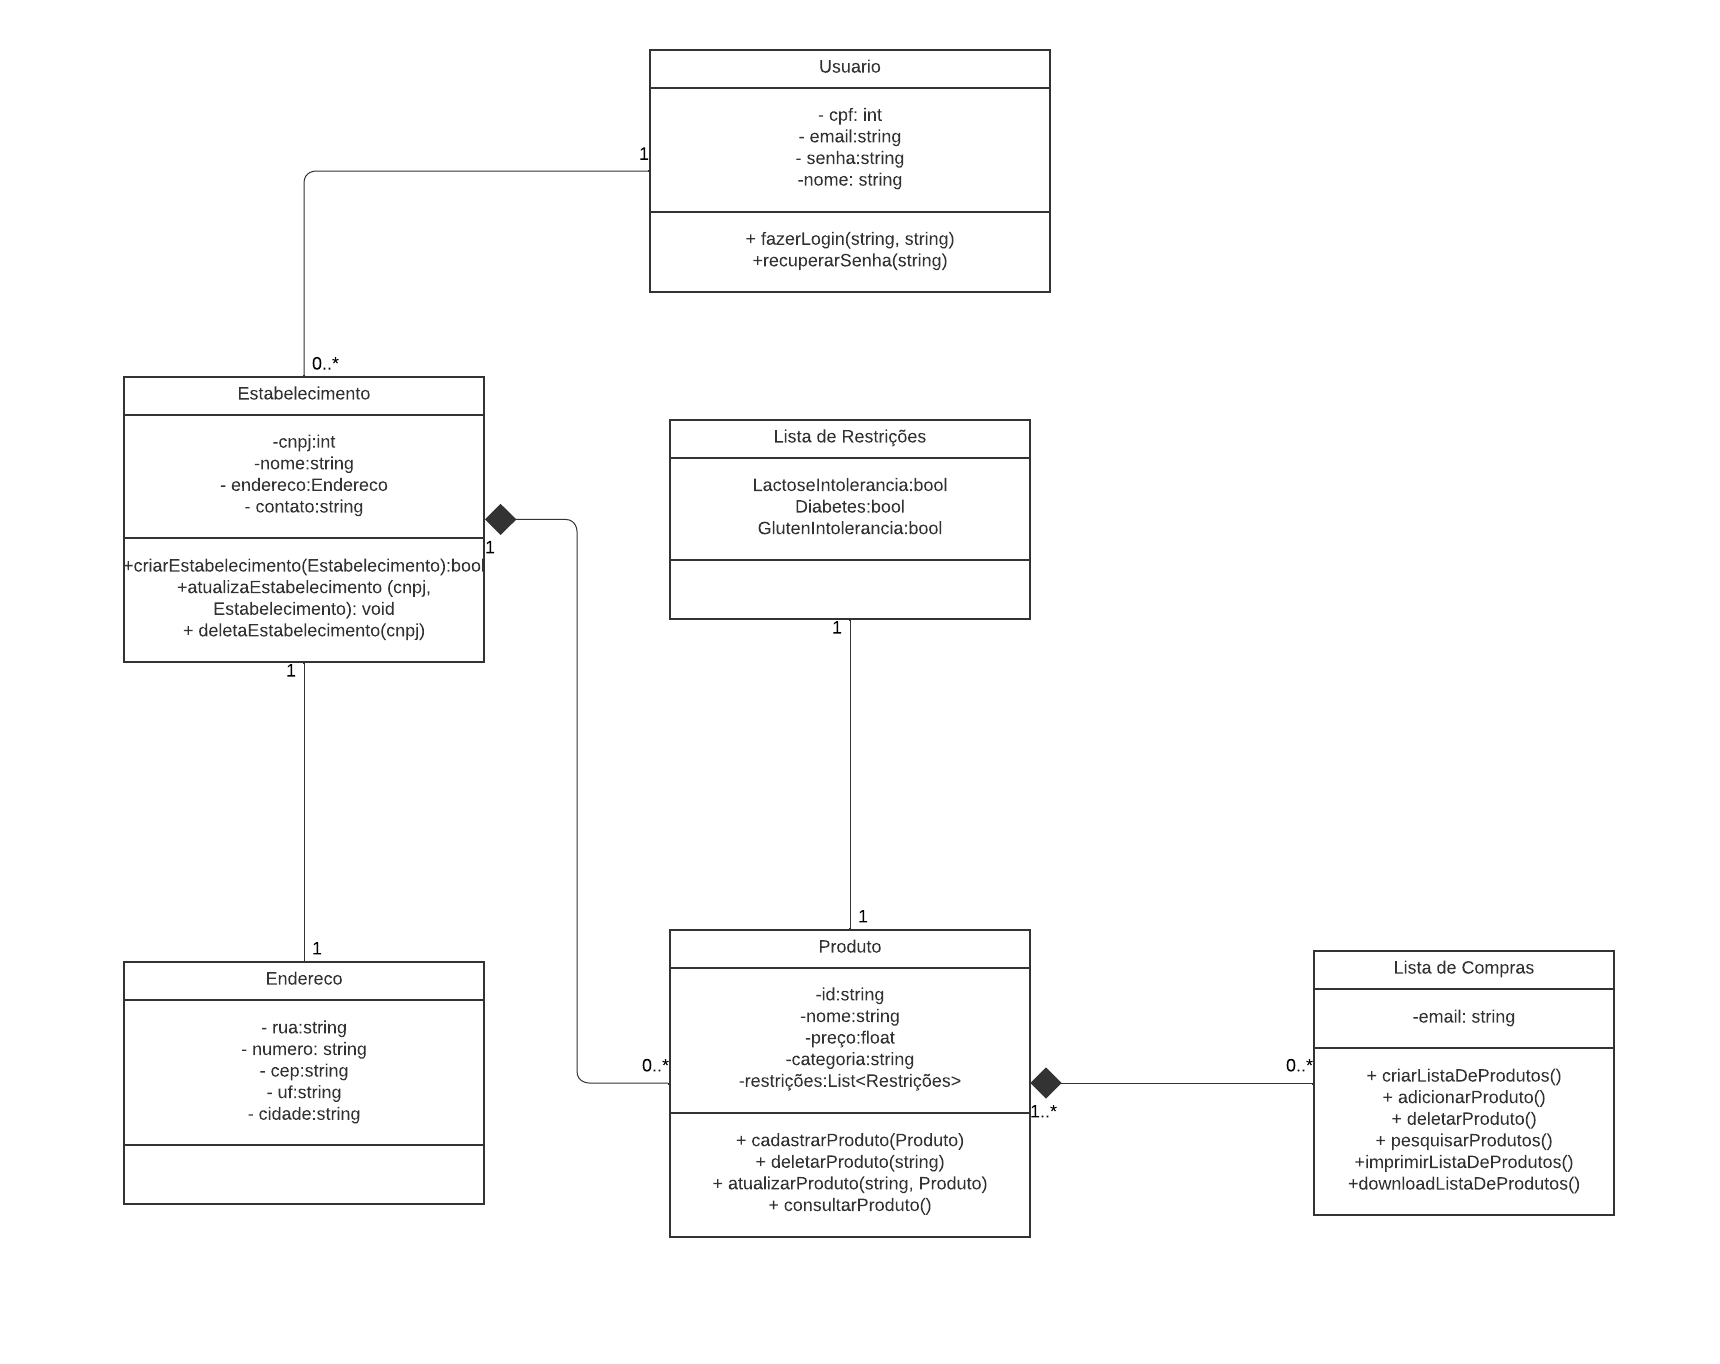 Usuario
- cpf: int
- email:string
- senha:string
-nome: string
+ fazerLogin(string, string)
+recuperarSenha(string)
1
0..*
Estabelecimento
-cnpj:int
-nome:string
- endereco:Endereco
- contato:string
+criarEstabelecimento(Estabelecimento):bool
+atualizaEstabelecimento (cnpj,
Estabelecimento): void
+ deletaEstabelecimento(cnpj)
1
1
Lista de Restrições
LactoseIntolerancia:bool
Diabetes:bool
GlutenIntolerancia:bool
1
1
1
Endereco
- rua:string
- numero: string
- cep:string
- uf:string
- cidade:string
Produto
-id:string
-nome:string
-preço:float
-categoria:string
-restrições:List<Restrições>
+ cadastrarProduto(Produto)
+ deletarProduto(string)
+ atualizarProduto(string, Produto)
+ consultarProduto()
0..*
1..*
0..*
Lista de Compras
-email: string
+ criarListaDeProdutos()
+ adicionarProduto()
+ deletarProduto()
+ pesquisarProdutos()
+imprimirListaDeProdutos()
+downloadListaDeProdutos()